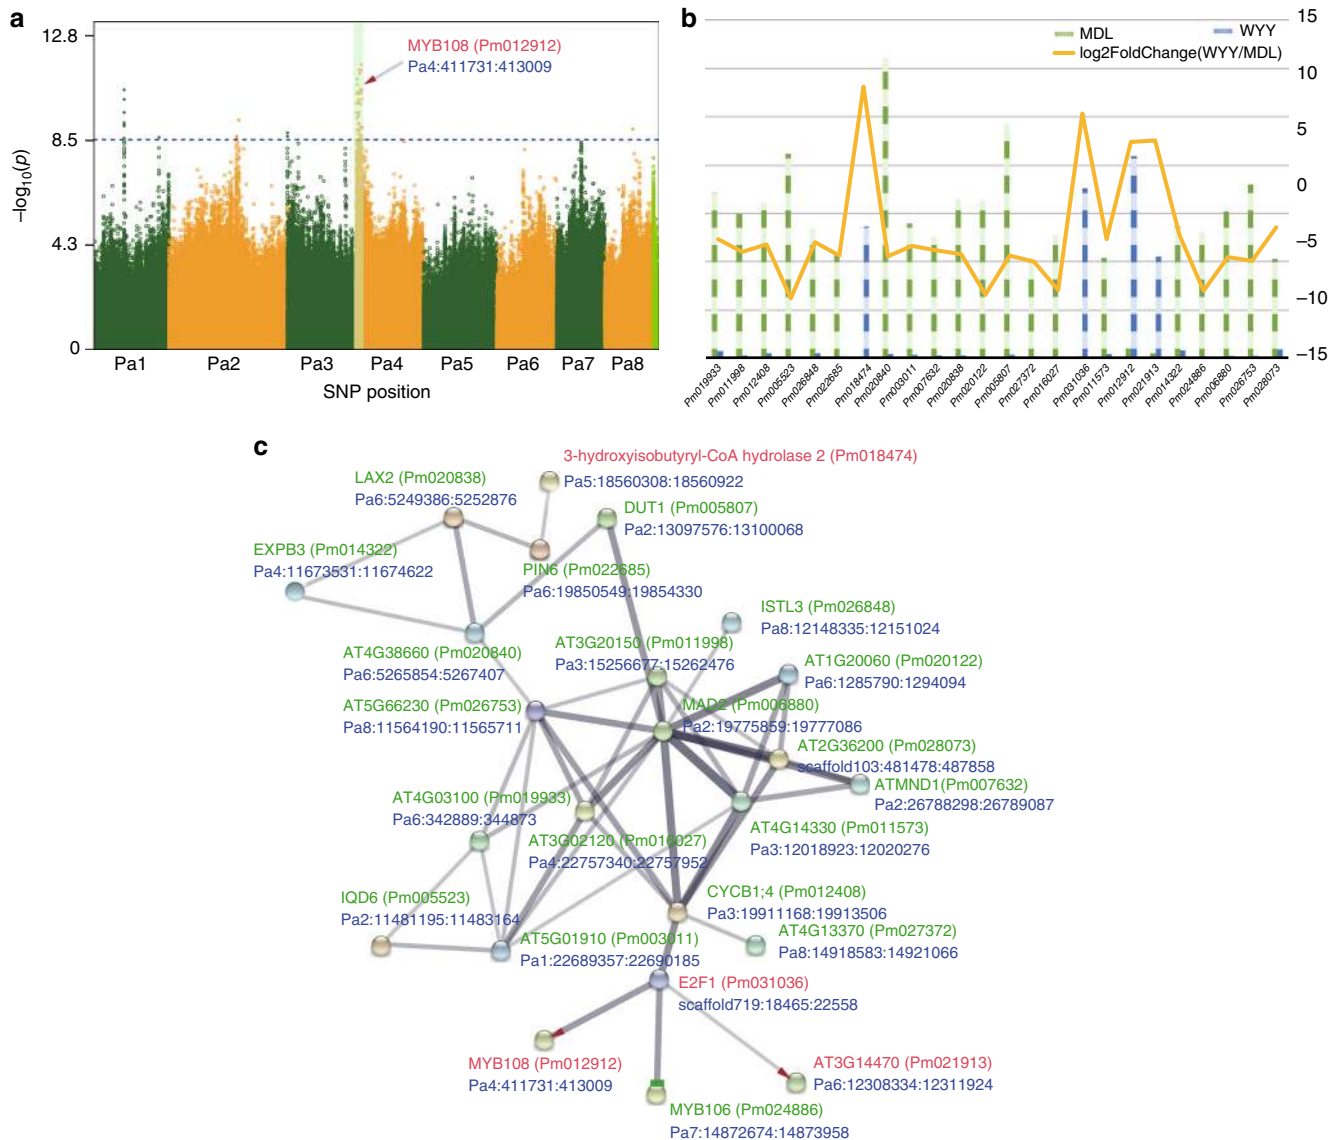 a
12.8
8.5
4.3
0
–log10(p)
MYB108 (Pm012912)
Pa4:411731:413009
Pa1
Pa2
Pa3
Pa4
Pa5
Pa6
Pa7
Pa8
SNP position
b
MDL
WYY
log2FoldChange(WYY/MDL)
15
10
5
0
–5
–10
–15
Pm019933
Pm011998
Pm012408
Pm005523
Pm026848
Pm022685
Pm018474
Pm020840
Pm003011
Pm007632
Pm020838
Pm020122
Pm005807
Pm027372
Pm016027
Pm031036
Pm011573
Pm012912
Pm021913
Pm014322
Pm024886
Pm006880
Pm026753
Pm028073
c
3-hydroxyisobutyryl-CoA hydrolase 2 (Pm018474)
Pa5:18560308:18560922
LAX2 (Pm020838)
Pa6:5249386:5252876
DUT1 (Pm005807)
Pa2:13097576:13100068
EXPB3 (Pm014322)
Pa4:11673531:11674622
PIN6 (Pm022685)
Pa6:19850549:19854330
ISTL3 (Pm026848)
Pa8:12148335:12151024
AT4G38660 (Pm020840)
Pa6:5265854:5267407
AT3G20150 (Pm011998)
Pa3:15256677:15262476
AT1G20060 (Pm020122)
Pa6:1285790:1294094
AT5G66230 (Pm026753)
Pa8:11564190:11565711
MAD2 (Pm006880)
Pa2:19775859:19777086
AT2G36200 (Pm028073)
scaffold103:481478:487858
ATMND1(Pm007632)
Pa2:26788298:26789087
AT4G03100 (Pm019933)
Pa6:342889:344873
AT4G14330 (Pm011573)
Pa3:12018923:12020276
AT3G02120 (Pm016027)
Pa4:22757340:22757952
IQD6 (Pm005523)
Pa2:11481195:11483164
CYCB1;4 (Pm012408)
Pa3:19911168:19913506
AT4G13370 (Pm027372)
Pa8:14918583:14921066
AT5G01910 (Pm003011)
Pa1:22689357:22690185
E2F1 (Pm031036)
scaffold719:18465:22558
MYB108 (Pm012912)
Pa4:411731:413009
AT3G14470 (Pm021913)
Pa6:12308334:12311924
MYB106 (Pm024886)
Pa7:14872674:14873958